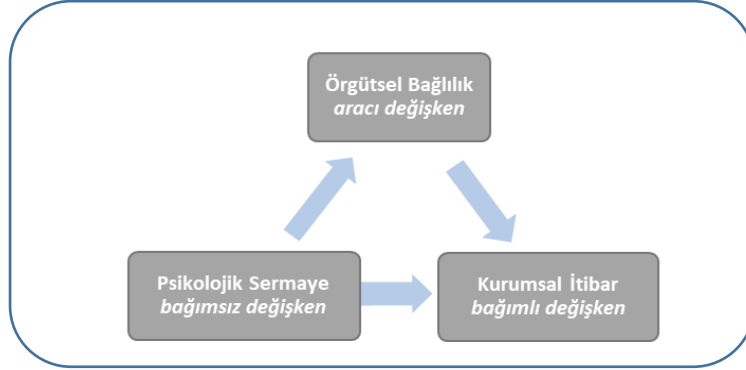 Örgütsel Bağlılık
aracı değişken
Psikolojik Sermaye
bağımsız değişken
Kurumsal İtibar
bağımlı değişken